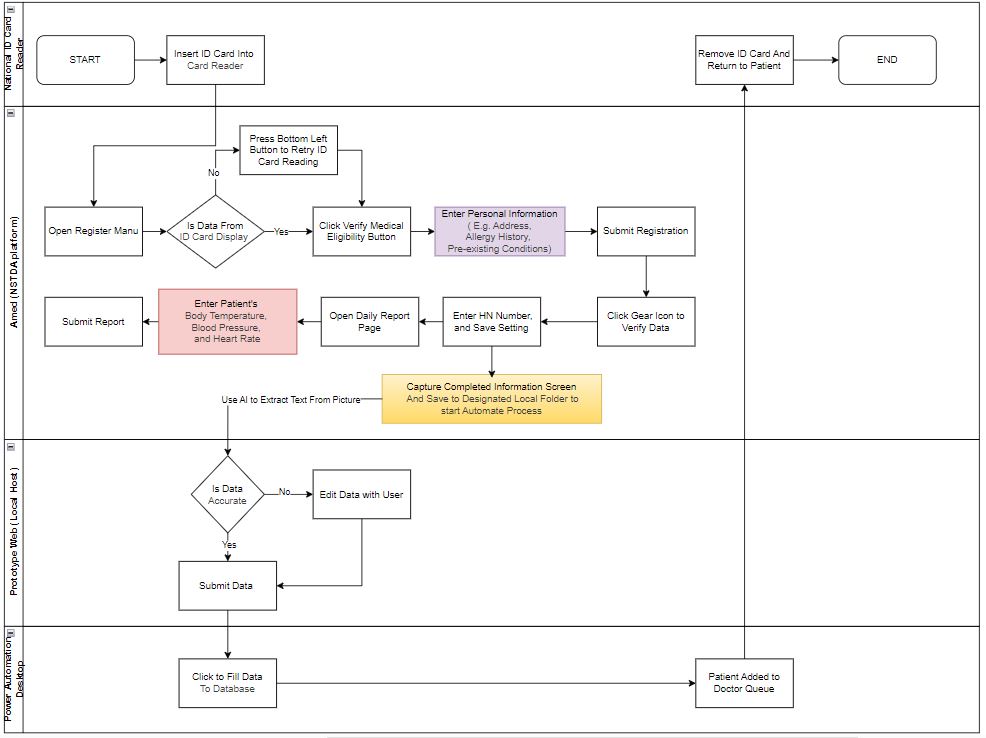 National ID Card
Reader
START
Insert ID Card Into
Card Reader
Remove ID Card And
Return to Patient
END
Amed (NSTDA platform)
Press Bottom Left
Button to Retry ID
Card Reading
No
Open Register Manu
Is Data From
ID Card Display
Yes
Click Verify Medical
Eligibility Button
Enter Personal Information
( E.g. Address,
Allergy History,
Pre-existing Conditions)
Submit Registration
Submit Report
Enter Patient's
Body Temperature,
Blood Pressure,
and Heart Rate
Open Daily Report
Page
Enter HN Number,
and Save Setting
Click Gear Icon to
Verify Data
Capture Completed Information Screen
And Save to Designated Local Folder to
start Automate Process
Use AI to Extract Text From Picture
Prototype Web (Local Host)
Is Data
Accurate
No
Edit Data with User
Yes
Submit Data
Power Automation
Desktop
Click to Fill Data
To Database
Patient Added to
Doctor Queue